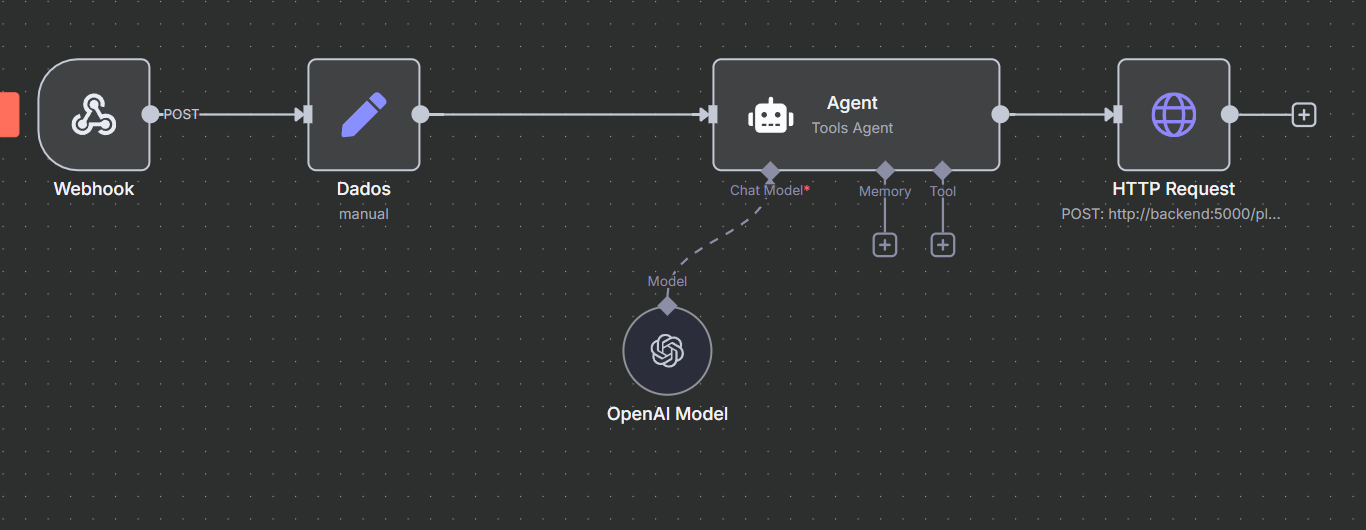 POST
Webhook
Dados
manual
Agent
Tools Agent
Chat Model*
Memory
Tool
HTTP Request
POST: http://backend:5000/pl...
Model
OpenAI Model